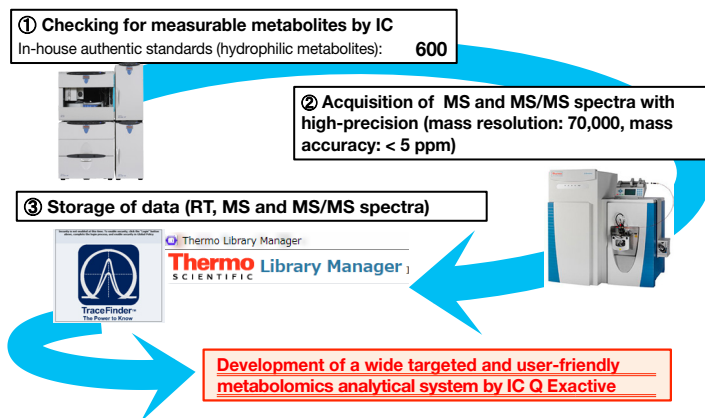 ① Checking for measurable metabolites by IC
In-house authentic standards (hydrophilic metabolites): 600
② Acquisition of MS and MS/MS spectra with
high-precision (mass resolution: 70,000, mass
accuracy: < 5 ppm)
③ Storage of data (RT, MS and MS/MS spectra)
Thermo Library Manager
Thermo
SCIENTIFIC
Library Manager
TraceFinder
The Power to Know
Development of a wide targeted and user-friendly
metabolomics analytical system by IC Q Exactive